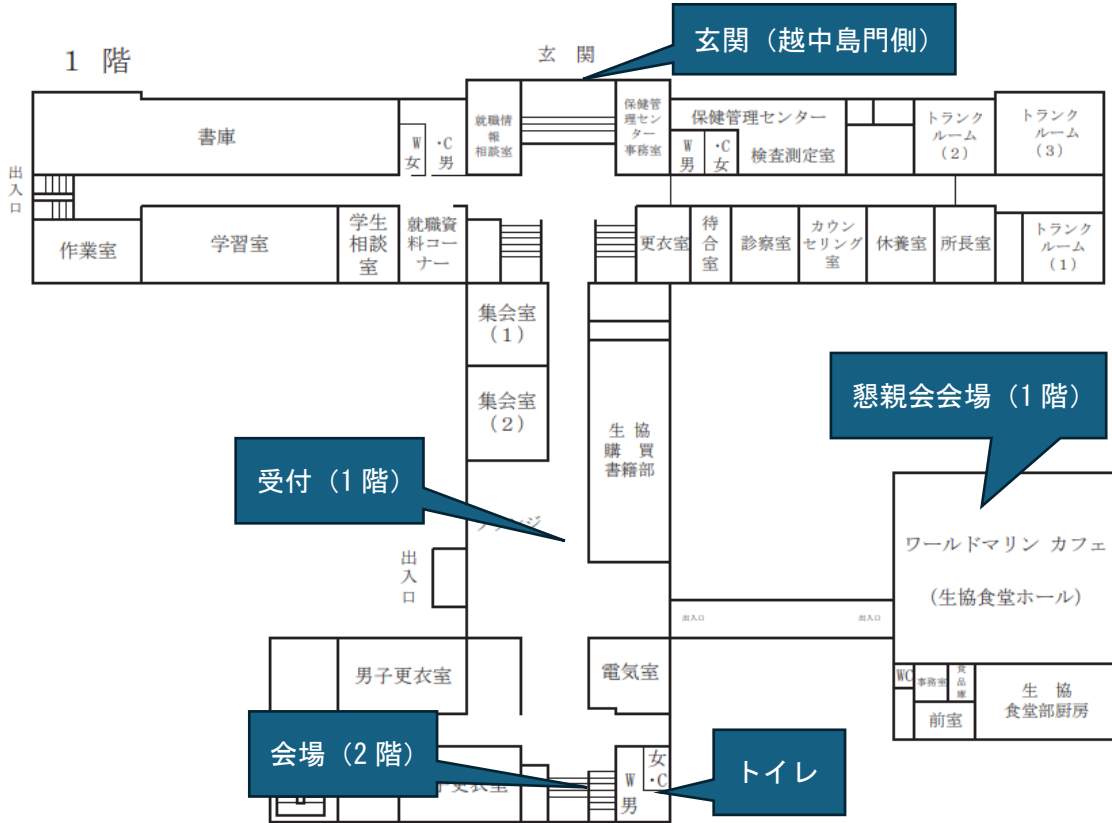 玄関（越中島門側）
玄 関
1 階
書庫
W
女
・C
男
就職情
報
相談室
保健管
理セン
ター
事務室
保健管理センター
W
男
・C
女
検査測定室
トランク
ルーム
(2)
トランク
ルーム
(3)
出
入
口
作業室
学習室
学生
相談
室
就職資
料コー
ナー
更衣室
待
合
室
診察室
カウン
セリング
室
休養室
所長室
トランク
ルーム
(1)
集会室
(1)
集会室
(2)
生 協
購 買
書籍部
懇親会会場（1階）
受付（1階）
出
入
口
ワールドマリン カフェ
(生協食堂ホール)
出入口
出入口
男子更衣室
電気室
WC
事務室
食
品
庫
前室
生 協
食堂部厨房
会場（2階）
更衣室
W
男
女
・C
トイレ